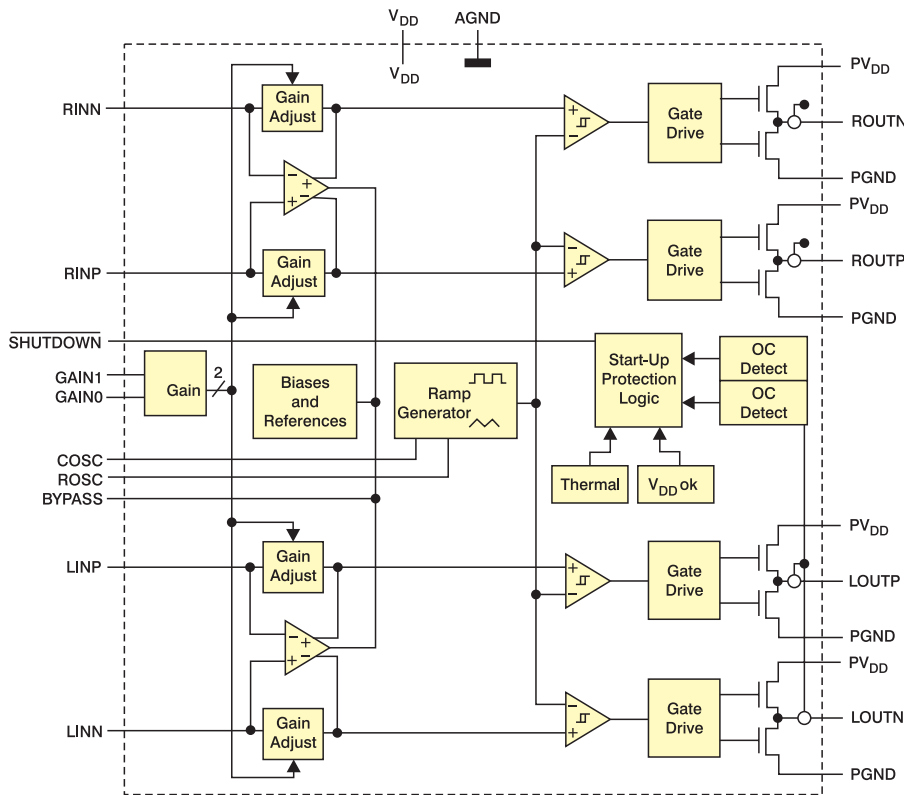 VDD
AGND
VDD
PVDD
RINN
Gain
Adjust
+
−
Gate
Drive
ROUTN
−
+
+
−
PGND
PVDD
RINP
Gain
Adjust
−
+
Gate
Drive
ROUTP
PGND
SHUTDOWN
GAIN1
GAIN0
Gain
2
Biases
and
References
Ramp
Generator
Start-Up
Protection
Logic
OC
Detect
OC
Detect
COSC
ROSC
BYPASS
Thermal
VDD ok
PVDD
LINP
Gain
Adjust
+
−
Gate
Drive
LOUTP
−
+
+
−
PGND
PVDD
LINN
Gain
Adjust
−
+
Gate
Drive
LOUTN
PGND